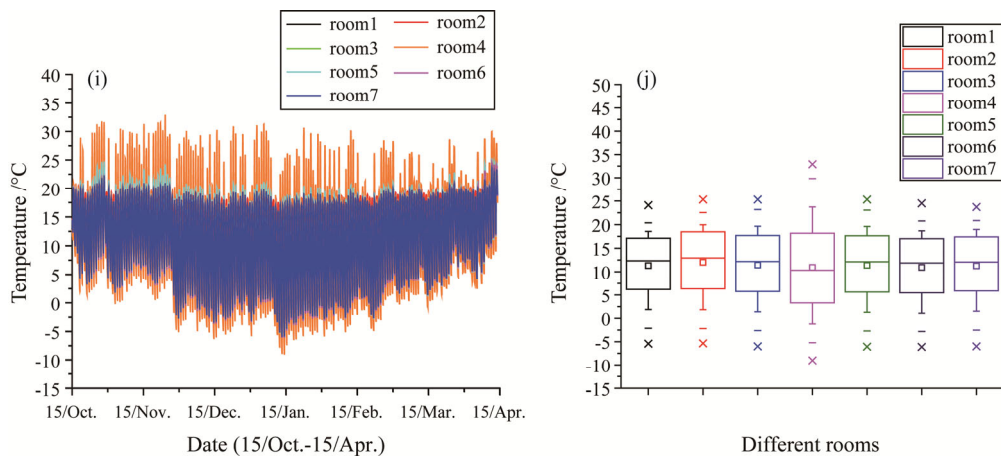 (i)
room1 room2
room3 room4
room5 room6
room7
Temperature /°C
40
35
30
25
20
15
10
5
0
-5
-10
-15
15/Oct. 15/Nov. 15/Dec. 15/Jan. 15/Feb. 15/Mar. 15/Apr.
Date (15/Oct.-15/Apr.)
(j)
room1
room2
room3
room4
room5
room6
room7
Temperature /°C
50
45
40
35
30
25
20
15
10
5
0
-5
-10
-15
Different rooms